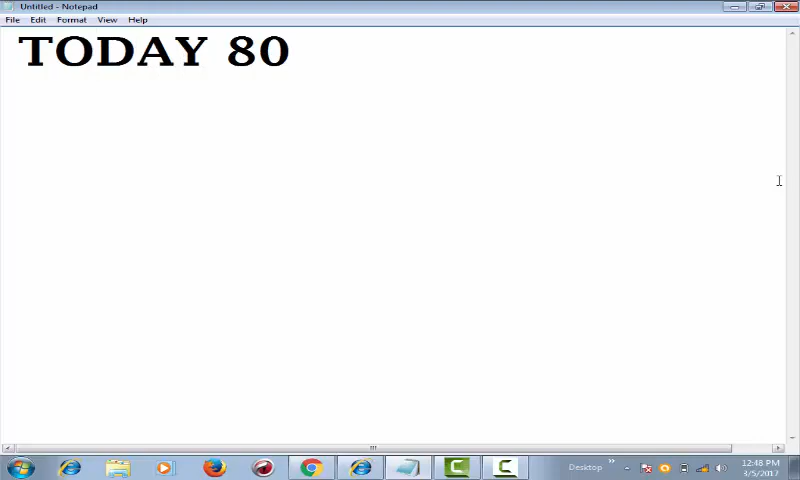 Untitled - Notepad
File Edit Format View Help
TODAY 80
Desktop
12:48 PM
3/5/2017